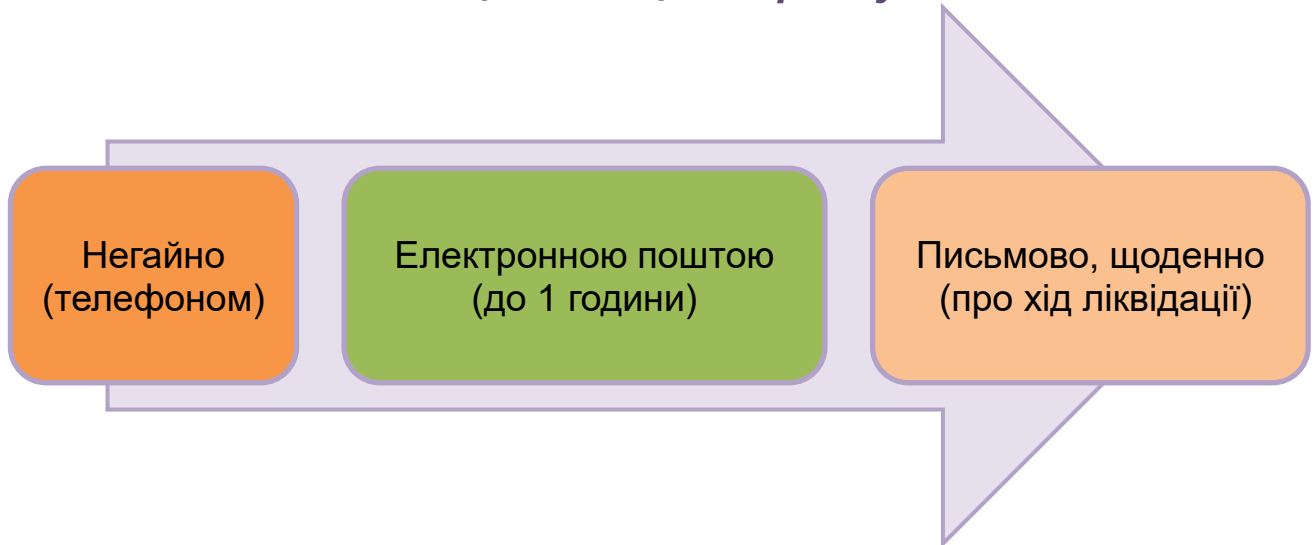 Негайно
(телефоном)
Електронною поштою
(до 1 години)
Письмово, щоденно
(про хід ліквідації)